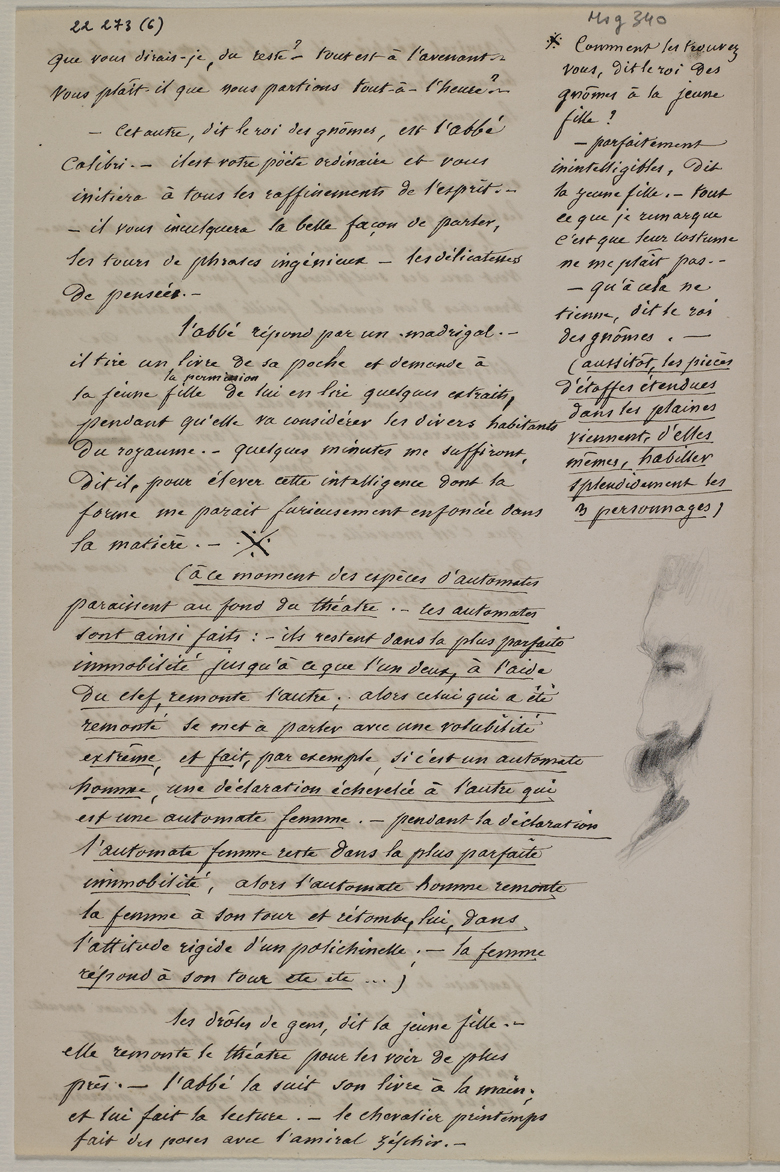 22 273 (6)
Msg 340
que vous dirais-je, du reste? – tout est à l'avenant. –
vous plaît-il que nous partions tout-à-l'heure? –
– cet autre, dit le roi des gnômes, est l'abbé
Colibri. – il est votre poëte ordinaire et vous
initiera à tous les raffinements de l'esprit. –
– il vous inculquera la belle façon de parler,
les tours de phrases ingénieux – les délicatesses
de pensées. –
l'abbé répond par un madrigal. –
il tire un livre de sa poche et demande à
la jeune fille la permission de lui en lire quelques extraits,
pendant qu'elle va considérer les divers habitants
du royaume. – quelques minutes me suffiront,
dit il, pour élever cette intelligence dont la
forme me parait furieusement enfoncée dans
la matière. – ※
(à ce moment des espèces d'automates
paraissent au fond du théatre. – les automates
sont ainsi faits : – ils restent dans la plus parfaite
immobilité jusqu'à ce que l'un deux, à l'aide
du clef, remonte l'autre; alors celui qui a été
remonté se met à parler avec une volubilité
extrême, et fait, par exemple, si c'est un automate
homme, une déclaration échevelée à l'autre qui
est une automate femme. – pendant la déclaration
l'automate femme reste dans la plus parfaite
immobilité, alors l'automate homme remonte
la femme à son tour et rétombe, lui, dans
l'attitude rigide d'un polichinelle; – la femme
répond à son tour etc etc ...)
les drôles de gens, dit la jeune fille. –
elle remonte le théatre pour les voir de plus
près. – l'abbé la suit son livre à la main,
et lui fait la lecture. – le chevalier printemps
fait des poses avec l'amiral zéphir. –
※ Comment les trouvez
vous, dit le roi des
gnômes à la jeune
fille ?
– parfaitement
inintelligibles, dit
la jeune fille. – tout
ce que je remarque
c'est que leur costume
ne me plaît pas. –
– qu'à cela ne
tienne, dit le roi
des gnômes. –
(aussitôt, les pièces
d'étoffes étendues
dans les plaines
viennent, d'elles
mêmes, habiller
splendidement les
3 personnages)